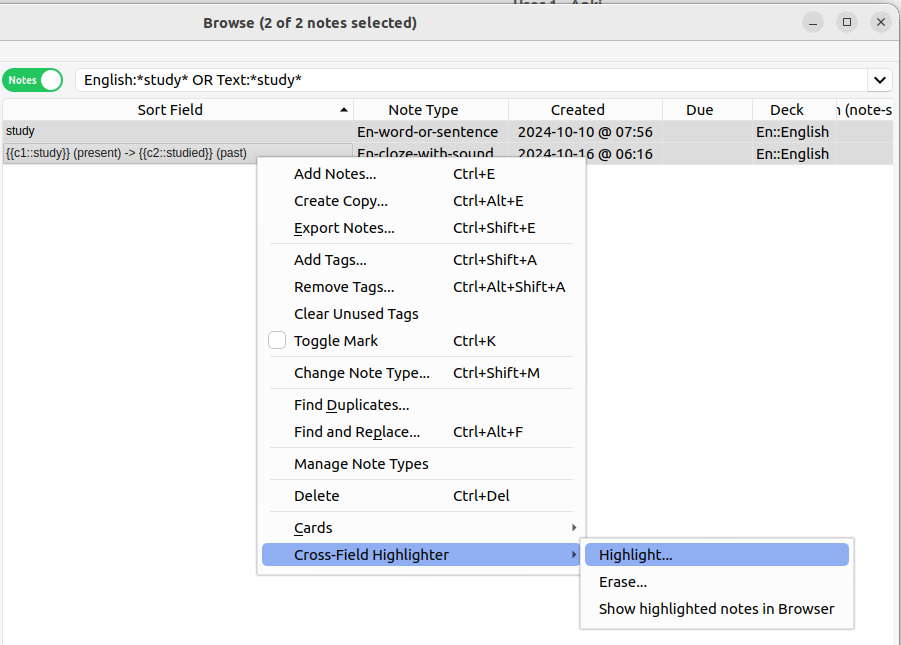 Browse (2 of 2 notes selected)
Notes English:*study* OR Text:*study*
Sort Field Note Type Created Due Deck (note-s
study En-word-or-sentence 2024-10-10 @ 07:56 En::English
{{c1::study}} (present) -> {{c2::studied}} (past) En-cloze-with-sound 2024-10-16 @ 06:16 En::English
Add Notes... Ctrl+E
Create Copy... Ctrl+Alt+E
Export Notes... Ctrl+Shift+E
Add Tags... Ctrl+Shift+A
Remove Tags... Ctrl+Alt+Shift+A
Clear Unused Tags
Toggle Mark Ctrl+K
Change Note Type... Ctrl+Shift+M
Find Duplicates...
Find and Replace... Ctrl+Alt+F
Manage Note Types
Delete Ctrl+Del
Cards
Cross-Field Highlighter Highlight...
Erase...
Show highlighted notes in Browser